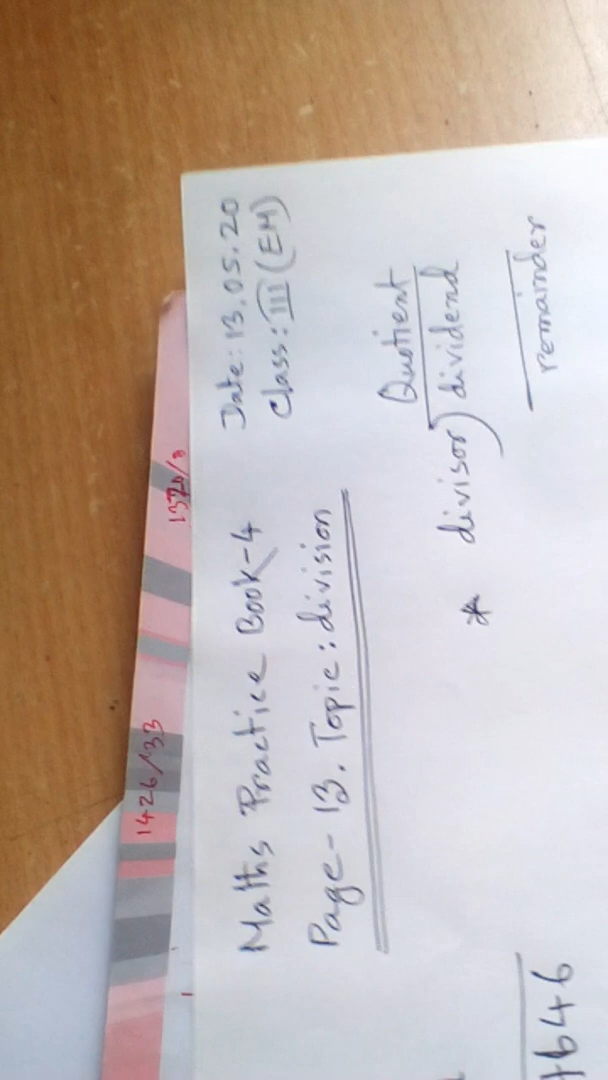 Maths Practice Book-4 Date: 13.05.20
Page-13. Topic: division Class: III (EM)
Quotient
* divisor) dividend
remainder
1426/33